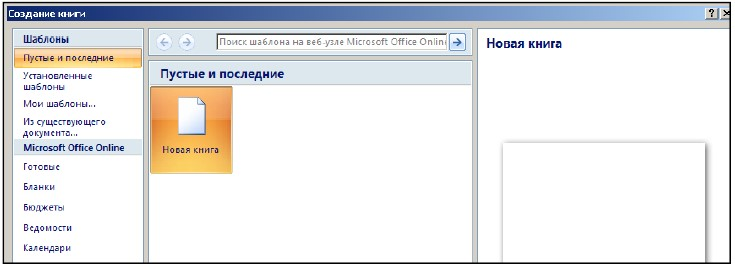 Создание книги
Шаблоны
Пустые и последние
Установленные
шаблоны
Мои шаблоны...
Из существующего
документа...
Microsoft Office Online
Готовые
Бланки
Бюджеты
Ведомости
Календари
Поиск шаблона на веб-узле Microsoft Office Online
Пустые и последние
Новая книга
Новая книга